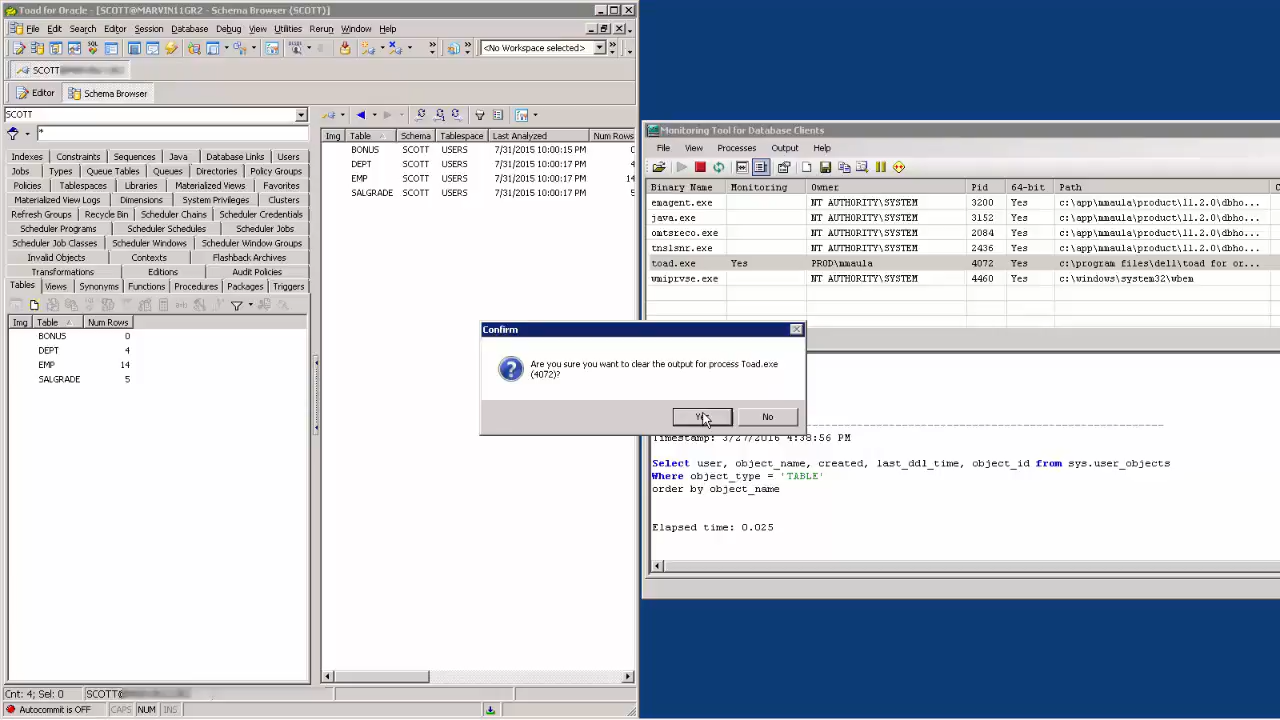 Toad for Oracle - [SCOTT@MARVIN11GR2 - Schema Browser (SCOTT)]
File Edit Search Editor Session Database Debug View Utilities Rerun Window Help
<No Workspace selected>
SCOTT
Editor Schema Browser
SCOTT
*
Indexes Constraints Sequences Java Database Links Users
Jobs Types Queue Tables Queues Directories Policy Groups
Policies Tablespaces Libraries Materialized Views Favorites
Materialized View Logs Dimensions System Privileges Clusters
Refresh Groups Recycle Bin Scheduler Chains Scheduler Credentials
Scheduler Programs Scheduler Schedules Scheduler Jobs
Scheduler Job Classes Scheduler Windows Scheduler Window Groups
Invalid Objects Contexts Flashback Archives
Transformations Editions Audit Policies
Tables Views Synonyms Functions Procedures Packages Triggers
Img Table Num Rows
BONUS 0
DEPT 4
EMP 14
SALGRADE 5
Img Table Schema Tablespace Last Analyzed Num Rows
BONUS SCOTT USERS 7/31/2015 10:00:15 PM 0
DEPT SCOTT USERS 7/31/2015 10:00:17 PM 4
EMP SCOTT USERS 7/31/2015 10:00:17 PM 14
SALGRADE SCOTT USERS 7/31/2015 10:00:17 PM 5
Cnt: 4; Sel: 0 SCOTT@
Autocommit is OFF CAPS NUM INS
Monitoring Tool for Database Clients
File View Processes Output Help
Binary Name Monitoring Owner Pid 64-bit Path C
emagent.exe NT AUTHORITY\SYSTEM 3200 Yes c:\app\mmaula\product\11.2.0\dbho...
java.exe NT AUTHORITY\SYSTEM 3152 Yes c:\app\mmaula\product\11.2.0\dbho...
omtsreco.exe NT AUTHORITY\SYSTEM 2084 Yes c:\app\mmaula\product\11.2.0\dbho...
tnslsnr.exe NT AUTHORITY\SYSTEM 2436 Yes c:\app\mmaula\product\11.2.0\dbho...
toad.exe Yes PROD\mmaula 4072 Yes c:\program files\dell\toad for or...
wmiprvse.exe NT AUTHORITY\SYSTEM 4460 Yes c:\windows\system32\wbem
Confirm
Are you sure you want to clear the output for process Toad.exe
(4072)?
Yes No
Timestamp: 3/27/2016 4:38:56 PM
Select user, object_name, created, last_ddl_time, object_id from sys.user_objects
Where object_type = 'TABLE'
order by object_name
Elapsed time: 0.025